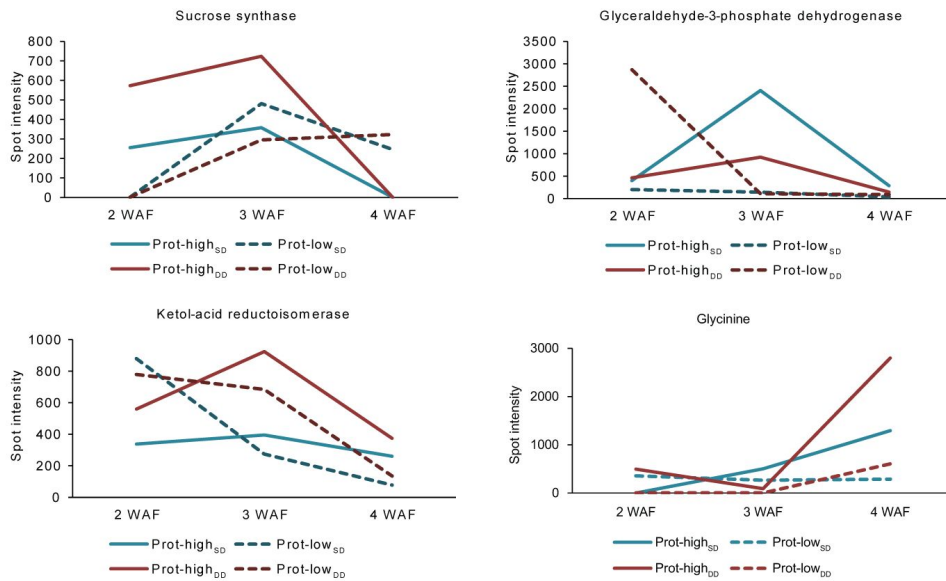 Sucrose synthase
Spot intensity
800
700
600
500
400
300
200
100
0
2 WAF 3 WAF 4 WAF
Prot-highSD Prot-lowSD
Prot-highDD Prot-lowDD
Glyceraldehyde-3-phosphate dehydrogenase
Spot intensity
3500
3000
2500
2000
1500
1000
500
0
2 WAF 3 WAF 4 WAF
Prot-highSD Prot-lowSD
Prot-highDD Prot-lowDD
Ketol-acid reductoisomerase
Spot intensity
1000
800
600
400
200
0
2 WAF 3 WAF 4 WAF
Prot-highSD Prot-lowSD
Prot-highDD Prot-lowDD
Glycinine
Spot intensity
3000
2000
1000
0
2 WAF 3 WAF 4 WAF
Prot-highSD Prot-lowSD
Prot-highDD Prot-lowDD